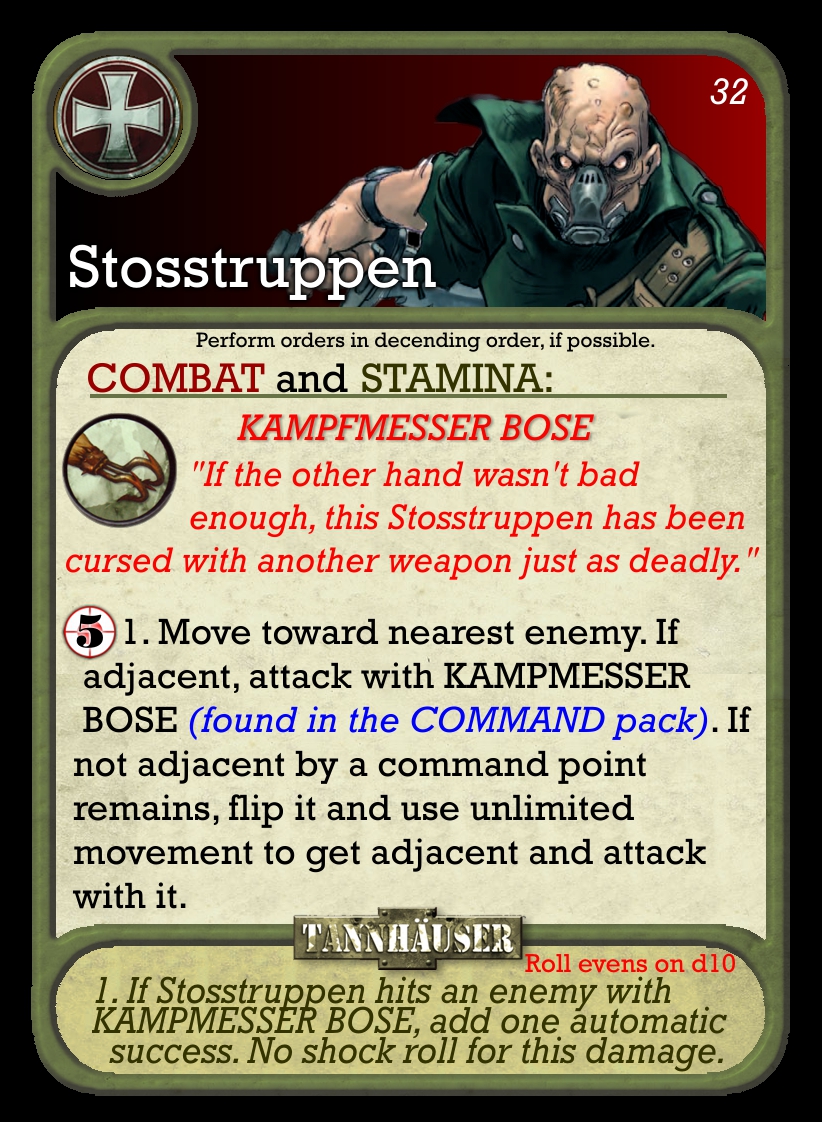 32
Stosstruppen
Perform orders in decending order, if possible.
COMBAT and STAMINA:
KAMPFMESSER BOSE
"If the other hand wasn't bad
enough, this Stosstruppen has been
cursed with another weapon just as deadly."
5 1. Move toward nearest enemy. If
adjacent, attack with KAMPMESSER
BOSE (found in the COMMAND pack). If
not adjacent by a command point
remains, flip it and use unlimited
movement to get adjacent and attack
with it.
TANNHÄUSER
Roll evens on d10
1. If Stosstruppen hits an enemy with
KAMPMESSER BOSE, add one automatic
success. No shock roll for this damage.